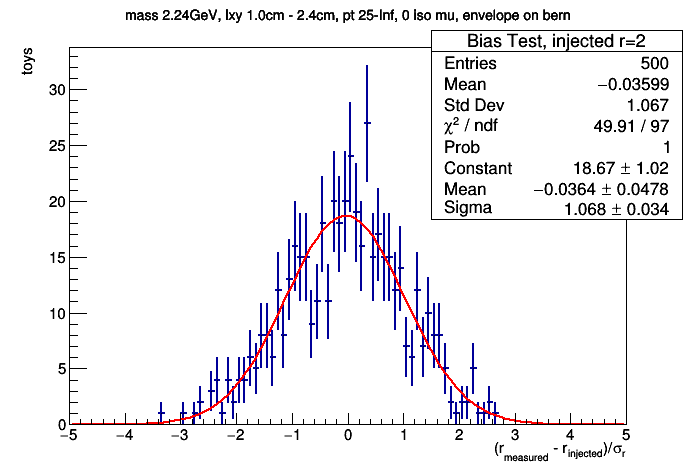 mass 2.24GeV, lxy 1.0cm - 2.4cm, pt 25-Inf, 0 Iso mu, envelope on bern
Bias Test, injected r=2
Entries 500
Mean −0.03599
Std Dev 1.067
χ² / ndf 49.91 / 97
Prob 1
Constant 18.67 ± 1.02
Mean −0.0364 ± 0.0478
Sigma 1.068 ± 0.034
toys
30
25
20
15
10
5
0
−5 −4 −3 −2 −1 0 1 2 3 4 5
(r_measured - r_injected)/σ_r